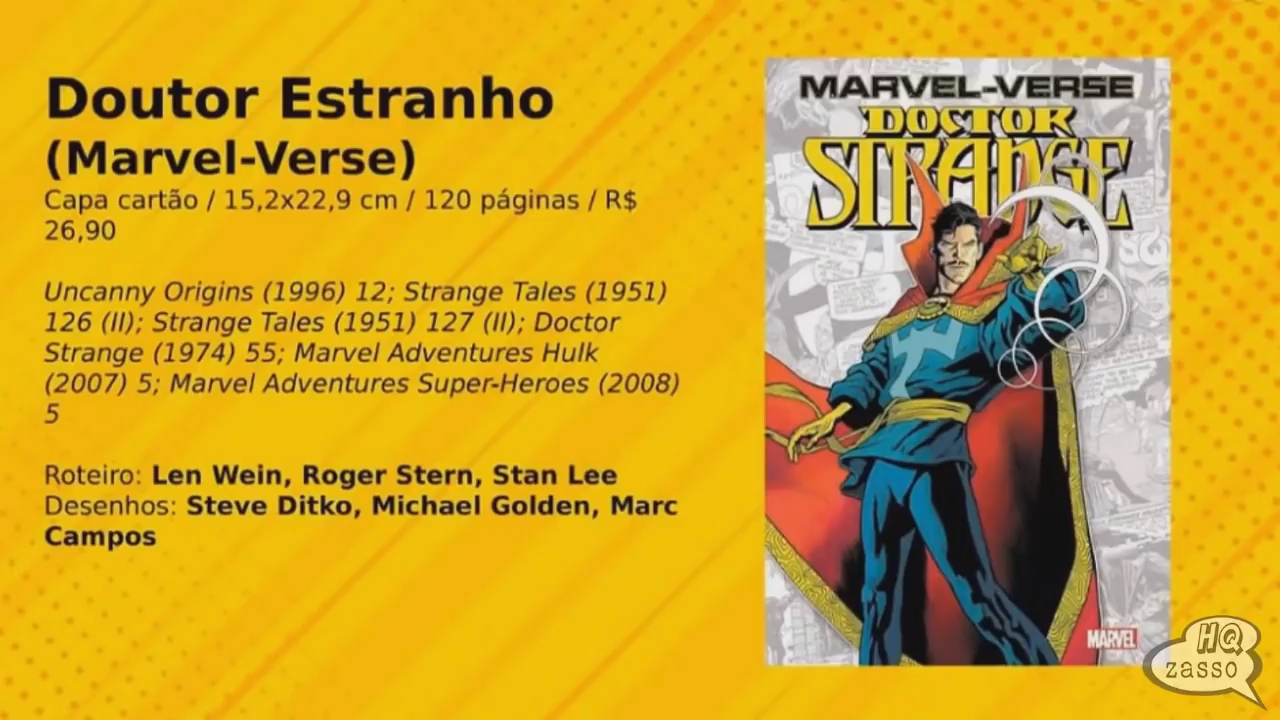 Doutor Estranho
(Marvel-Verse)
Capa cartão / 15,2x22,9 cm / 120 páginas / R$
26,90
Uncanny Origins (1996) 12; Strange Tales (1951)
126 (II); Strange Tales (1951) 127 (II); Doctor
Strange (1974) 55; Marvel Adventures Hulk
(2007) 5; Marvel Adventures Super-Heroes (2008)
5
Roteiro: Len Wein, Roger Stern, Stan Lee
Desenhos: Steve Ditko, Michael Golden, Marc
Campos
MARVEL-VERSE
DOCTOR
STRANGE
MARVEL
HQ
zasso